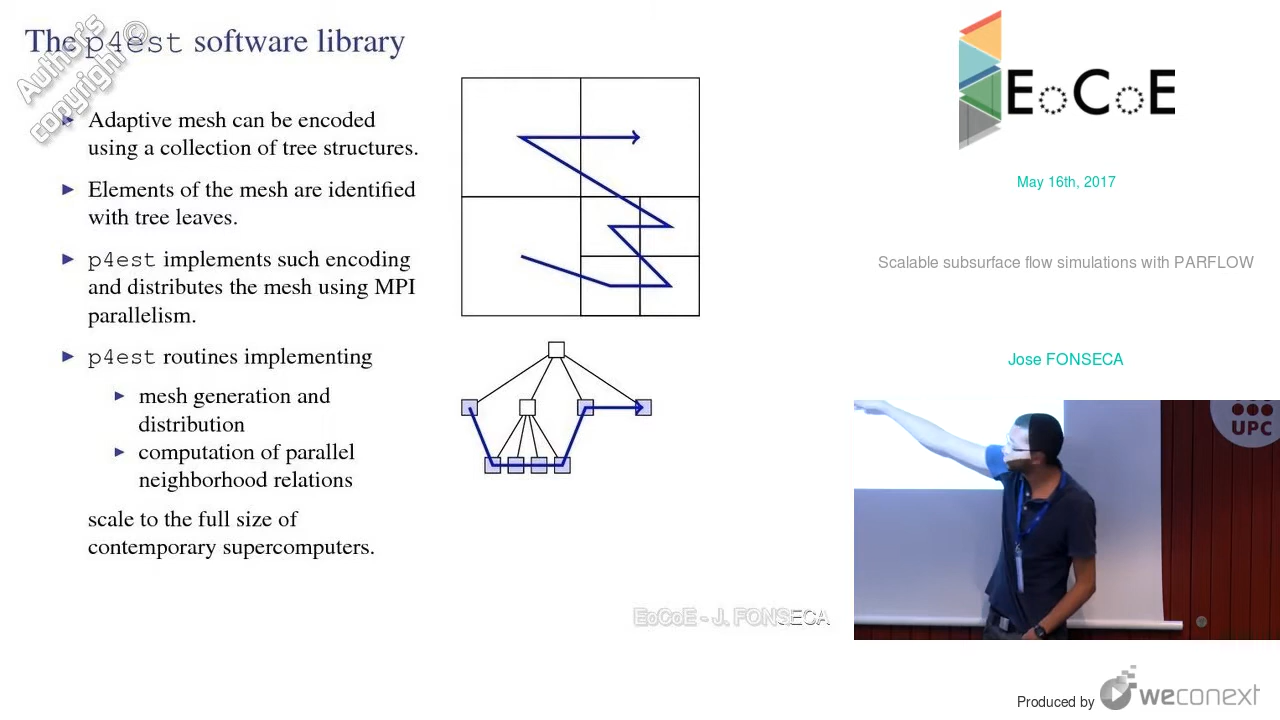 The p4est software library
Author's
copyright ©
Adaptive mesh can be encoded
using a collection of tree structures.
Elements of the mesh are identified
with tree leaves.
p4est implements such encoding
and distributes the mesh using MPI
parallelism.
p4est routines implementing
mesh generation and
distribution
computation of parallel
neighborhood relations
scale to the full size of
contemporary supercomputers.
EoCoE - J. FONSECA
EoCoE
May 16th, 2017
Scalable subsurface flow simulations with PARFLOW
Jose FONSECA
UPC
Produced by weconext